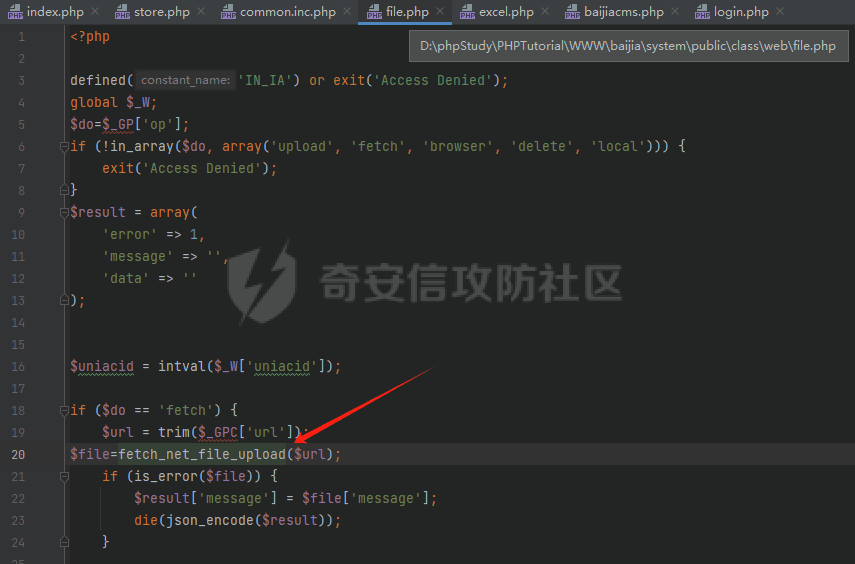 index.php store.php common.inc.php file.php excel.php baijiacms.php login.php
D:\phpStudy\PHPTutorial\WWW\baijia\system\public\class\web\file.php
1 <?php
2
3 defined( constant_name: 'IN_IA') or exit('Access Denied');
4 global $_W;
5 $do=$_GP['op'];
6 if (!in_array($do, array('upload', 'fetch', 'browser', 'delete', 'local'))) {
7 exit('Access Denied');
8 }
9 $result = array(
10 'error' => 1,
11 'message' => '',
12 'data' => ''
13 );
奇安信攻防社区
14
15
16 $uniacid = intval($_W['uniacid']);
17
18 if ($do == 'fetch') {
19 $url = trim($_GPC['url']);
20 $file=fetch_net_file_upload($url);
21 if (is_error($file)) {
22 $result['message'] = $file['message'];
23 die(json_encode($result));
24 }
25